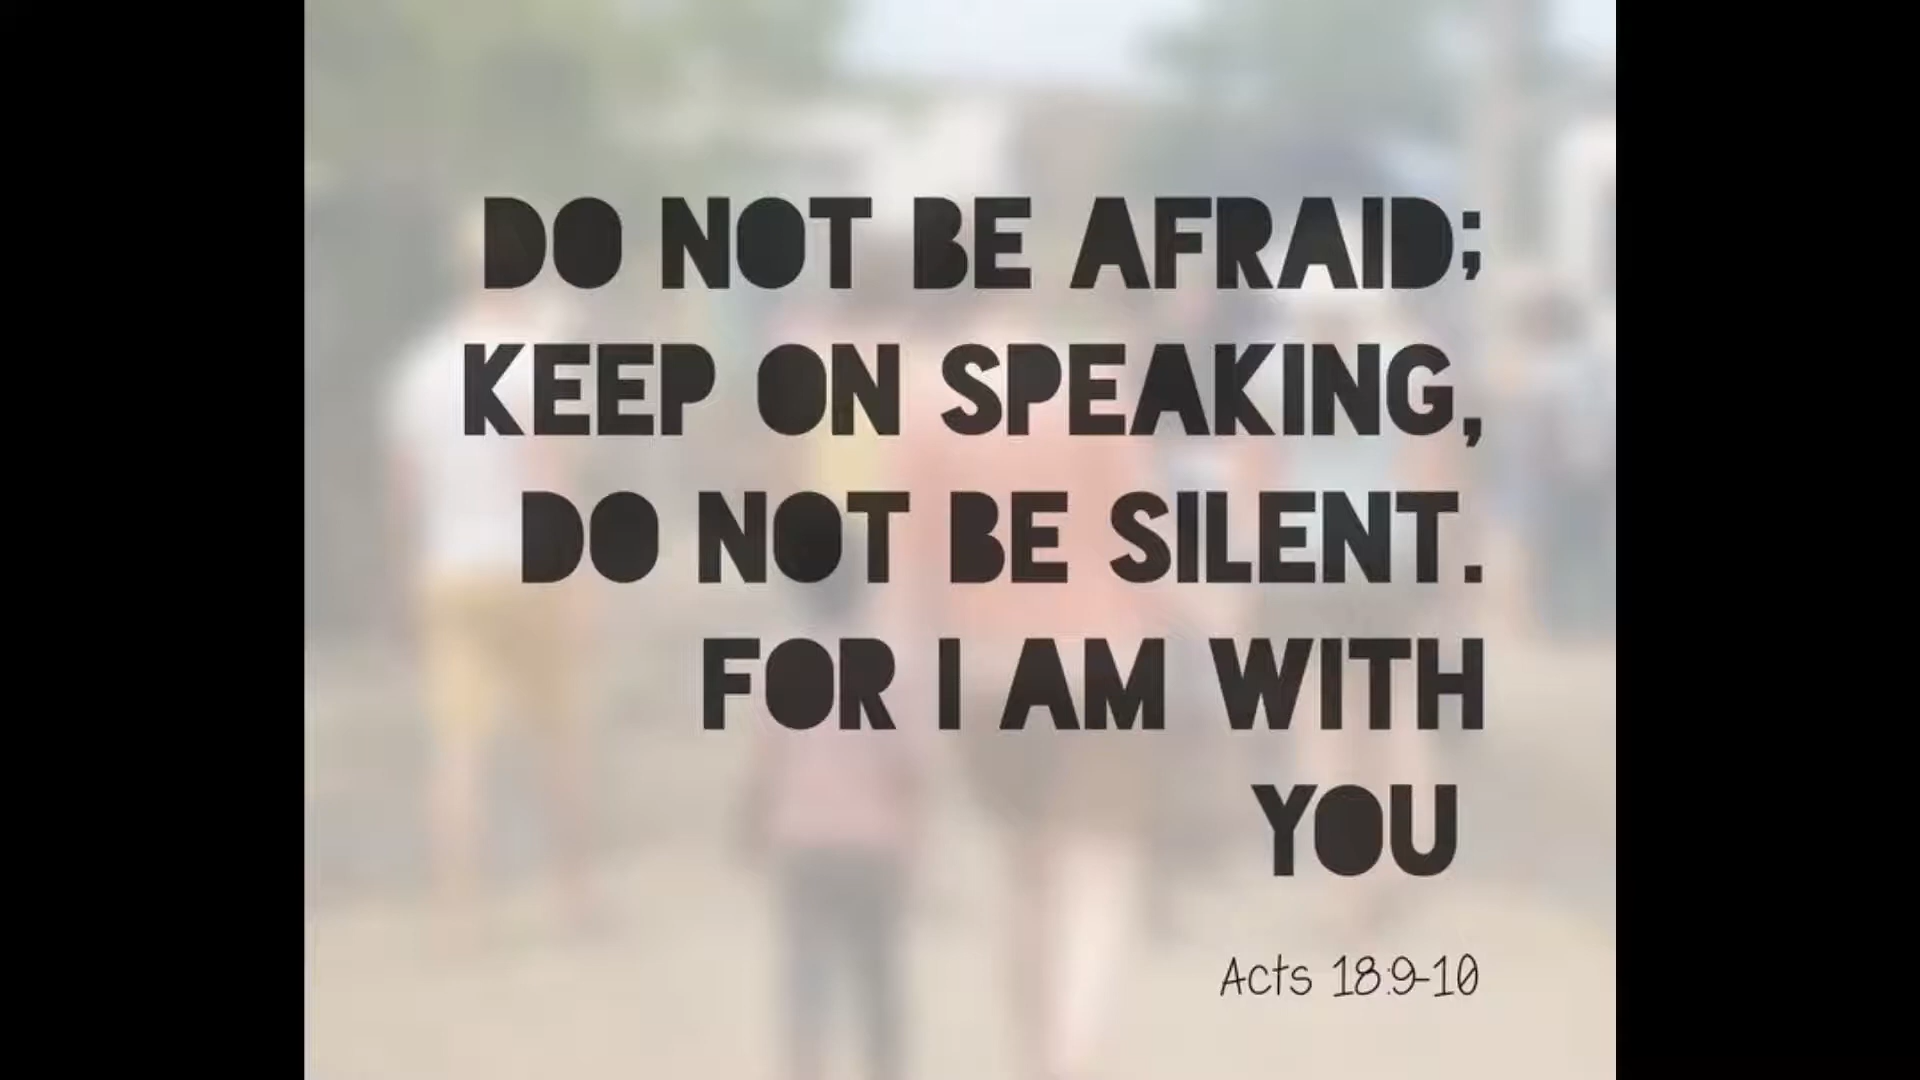 DO NOT BE AFRAID;
KEEP ON SPEAKING,
DO NOT BE SILENT.
FOR I AM WITH
YOU
Acts 18:9-10